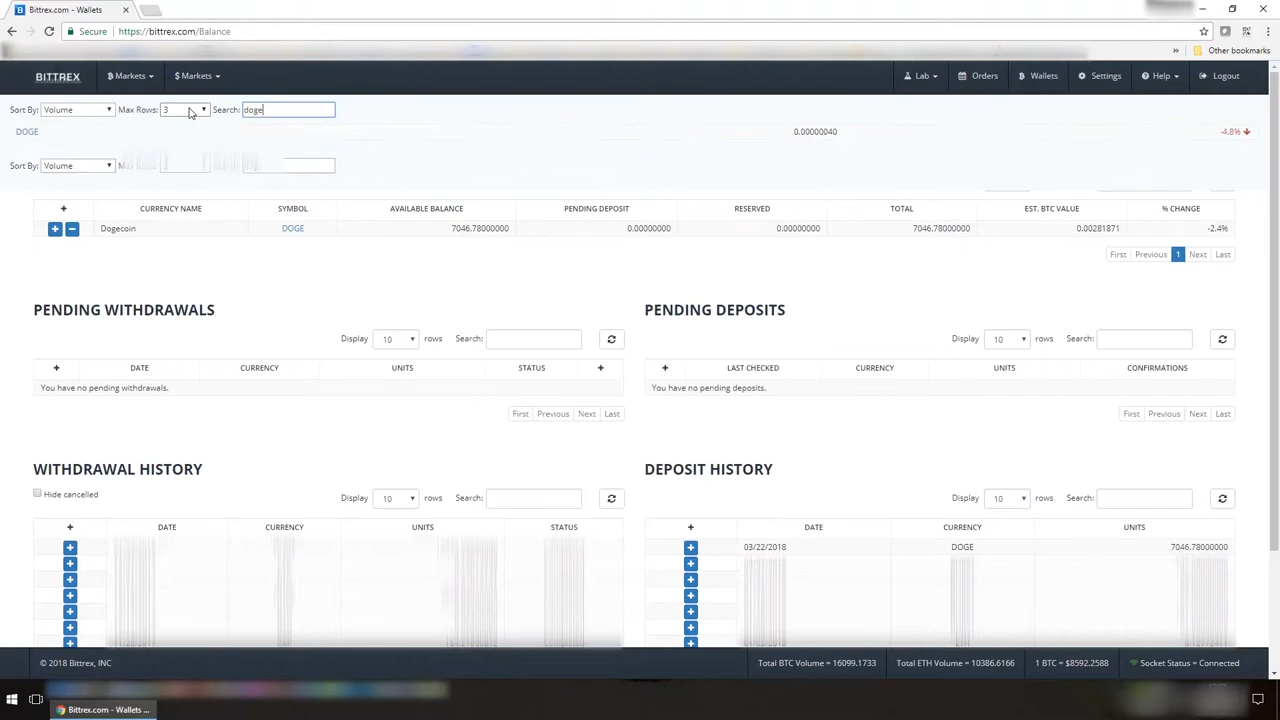 Bittrex.com - Wallets
Secure https://bittrex.com/Balance
» Other bookmarks
BITTREX Markets $ Markets Lab Orders Wallets Settings Help Logout
Sort By: Volume Max Rows: 3 Search: doge
DOGE 0.00000040 -4.8%
Sort By: Volume
+ CURRENCY NAME SYMBOL AVAILABLE BALANCE PENDING DEPOSIT RESERVED TOTAL EST. BTC VALUE % CHANGE
Dogecoin DOGE 7046.78000000 0.00000000 0.00000000 7046.78000000 0.00281871 -2.4%
First Previous 1 Next Last
PENDING WITHDRAWALS
Display 10 rows Search:
+ DATE CURRENCY UNITS STATUS +
You have no pending withdrawals.
First Previous Next Last
PENDING DEPOSITS
Display 10 rows Search:
+ LAST CHECKED CURRENCY UNITS CONFIRMATIONS
You have no pending deposits.
First Previous Next Last
WITHDRAWAL HISTORY
Hide cancelled Display 10 rows Search:
+ DATE CURRENCY UNITS STATUS
DEPOSIT HISTORY
Display 10 rows Search:
+ DATE CURRENCY UNITS
03/22/2018 DOGE 7046.78000000
© 2018 Bittrex, INC Total BTC Volume = 16099.1733 Total ETH Volume = 10386.6166 1 BTC = $8592.2588 Socket Status = Connected
Bittrex.com - Wallets ...